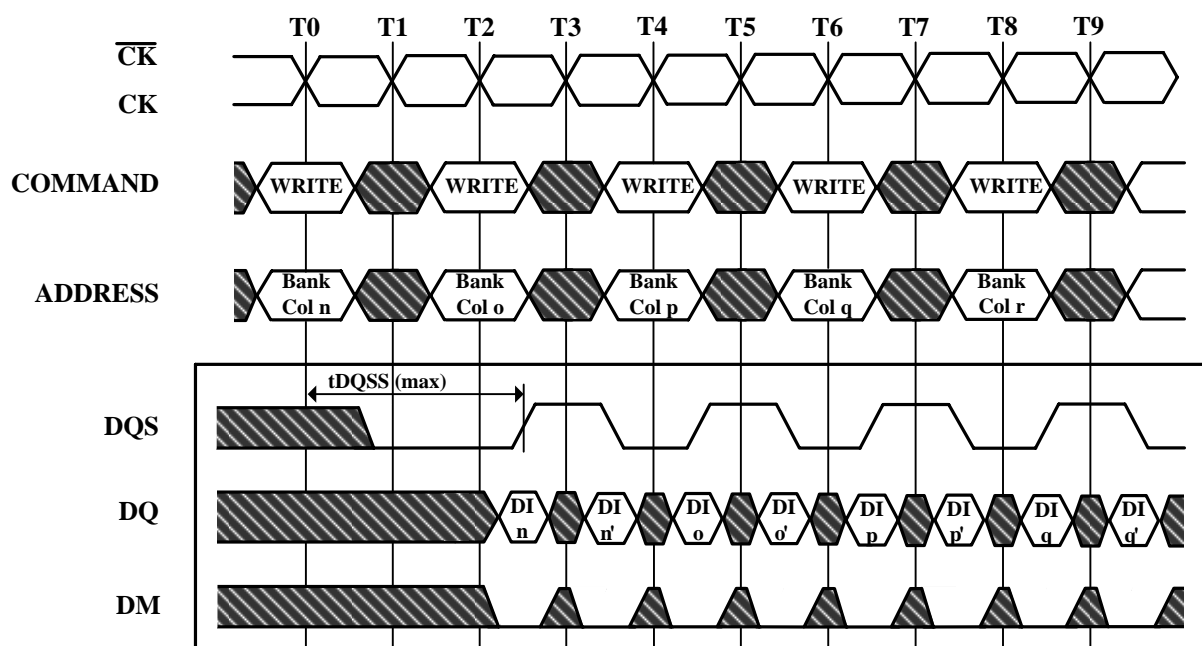 T0 T1 T2 T3 T4 T5 T6 T7 T8 T9
CK
CK
COMMAND WRITE WRITE WRITE WRITE WRITE
ADDRESS Bank Col n Bank Col o Bank Col p Bank Col q Bank Col r
tDQSS (max)
DQS
DQ DI n DI n' DI o DI o' DI p DI p' DI q DI q'
DM